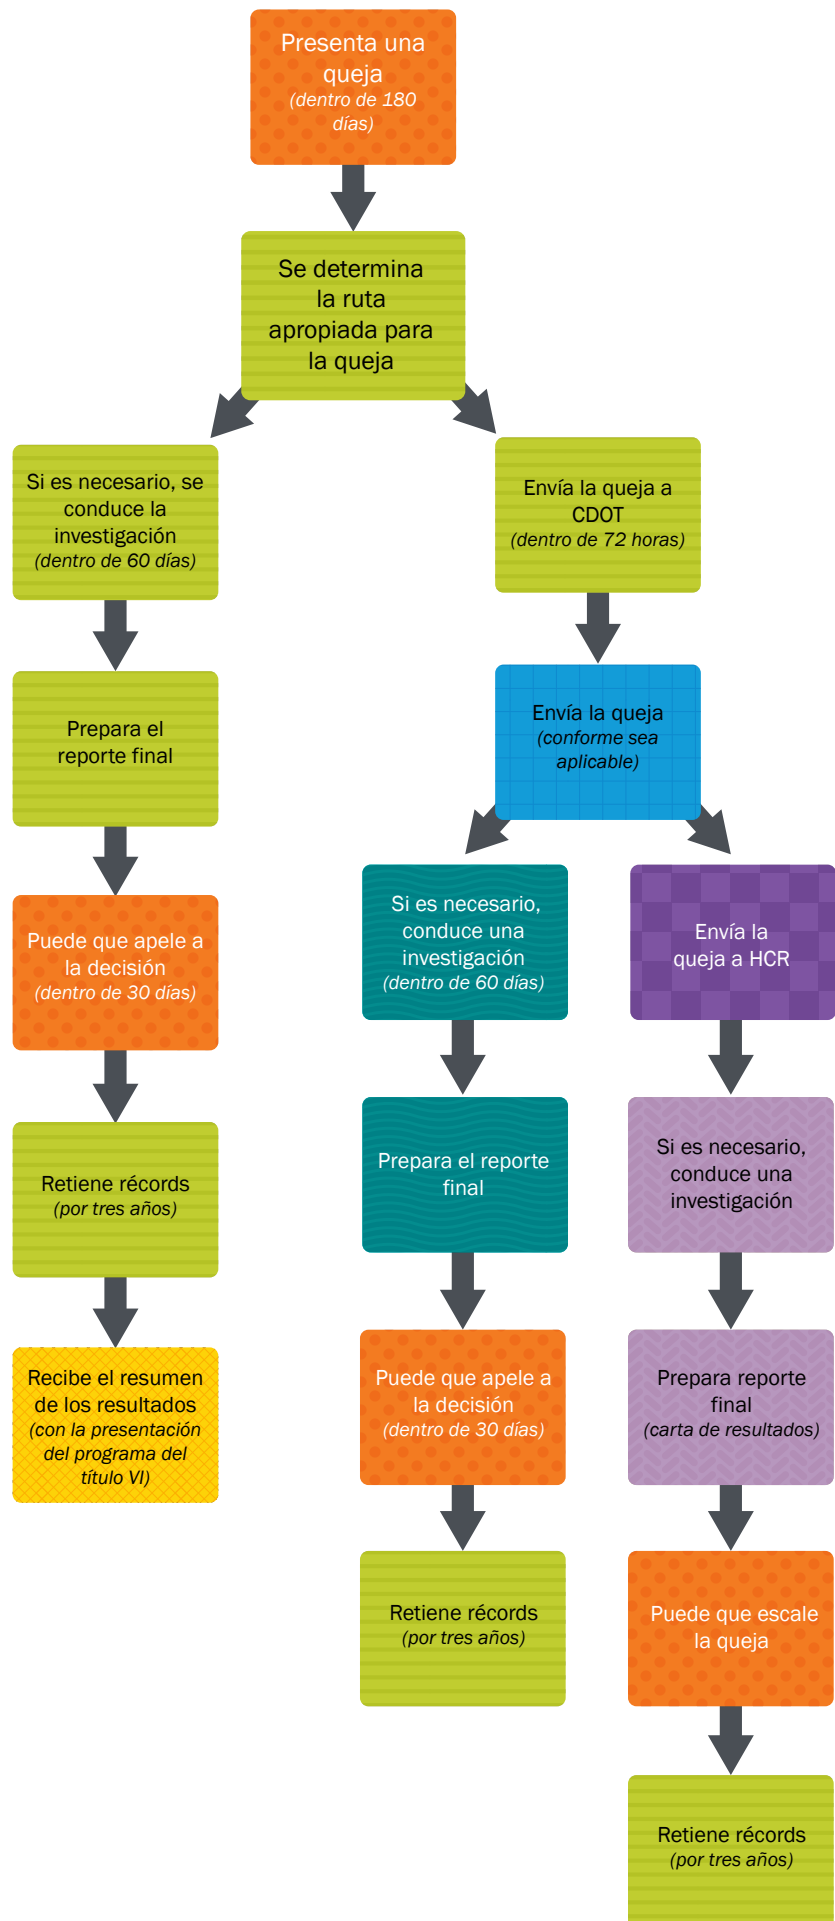 Presenta una
queja
(dentro de 180
días)
Se determina
la ruta
apropiada para
la queja
Si es necesario, se
conduce la
investigación
(dentro de 60 días)
Envía la queja a
CDOT
(dentro de 72 horas)
Prepara el
reporte final
Envía la queja
(conforme sea
aplicable)
Puede que apele a
la decisión
(dentro de 30 días)
Si es necesario,
conduce una
investigación
(dentro de 60 días)
Envía la
queja a HCR
Retiene récords
(por tres años)
Prepara el reporte
final
Si es necesario,
conduce una
investigación
Recibe el resumen
de los resultados
(con la presentación
del programa del
título VI)
Puede que apele a
la decisión
(dentro de 30 días)
Prepara reporte
final
(carta de resultados)
Retiene récords
(por tres años)
Puede que escale
la queja
Retiene récords
(por tres años)